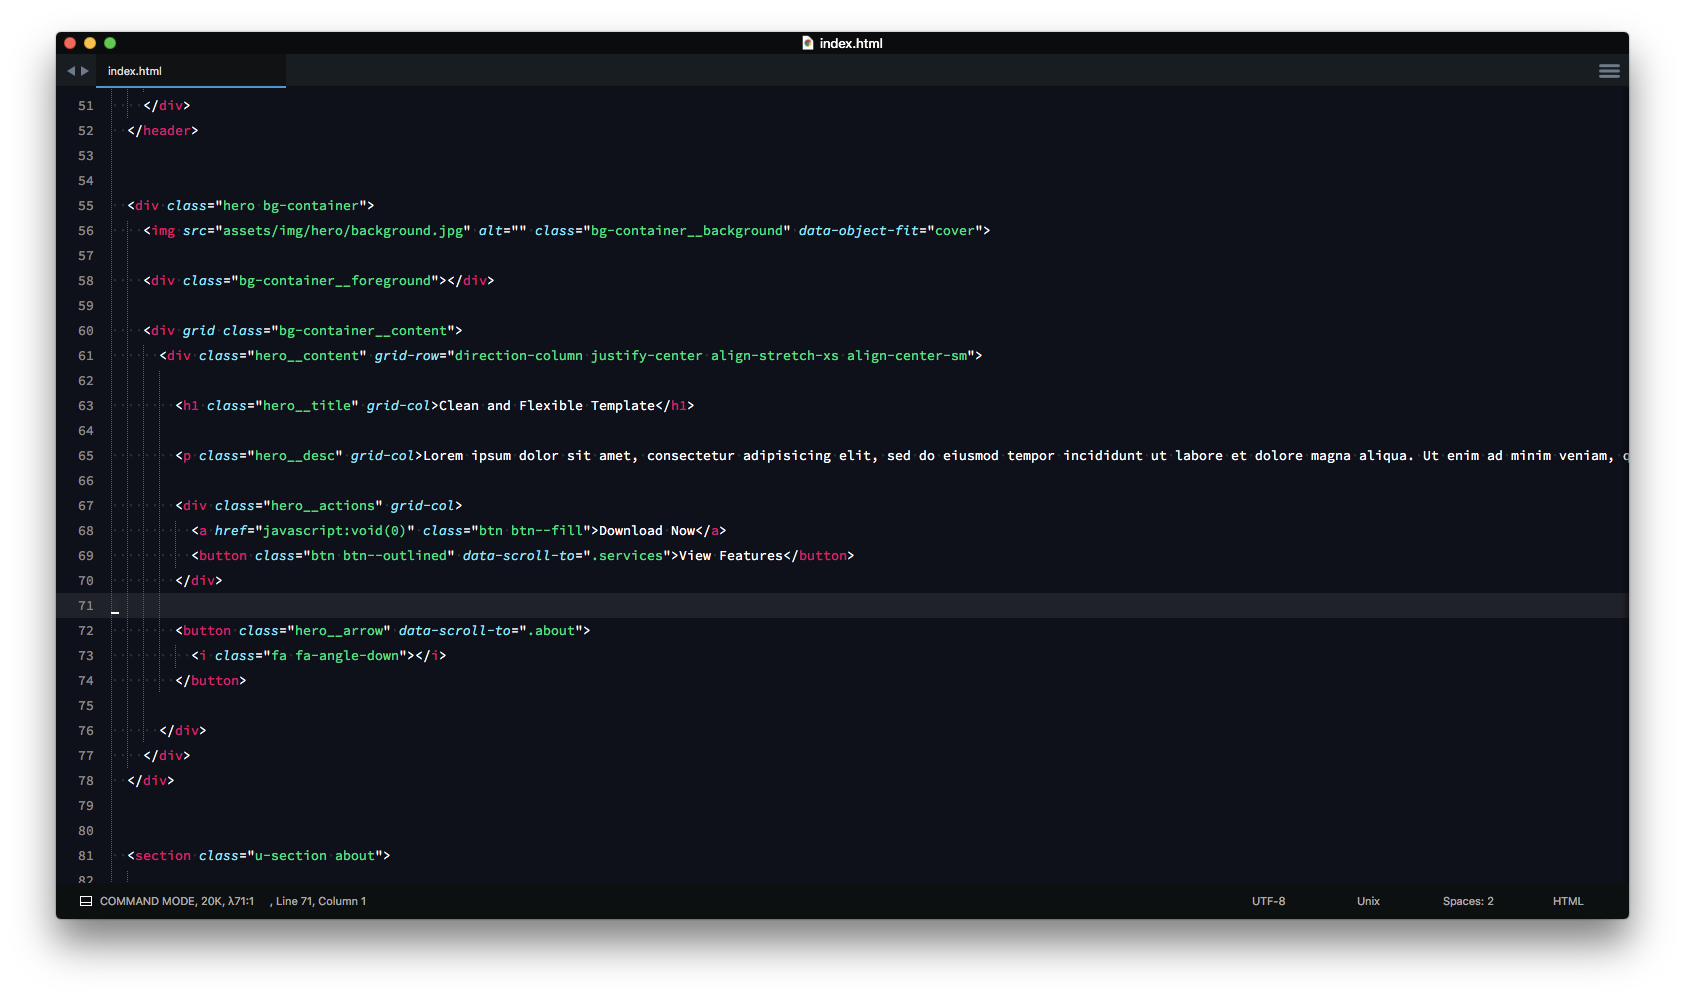 index.html
index.html
51 </div>
52 </header>
53
54
55 <div class="hero bg-container">
56 <img src="assets/img/hero/background.jpg" alt="" class="bg-container__background" data-object-fit="cover">
57
58 <div class="bg-container__foreground"></div>
59
60 <div grid class="bg-container__content">
61 <div class="hero__content" grid-row="direction-column justify-center align-stretch-xs align-center-sm">
62
63 <h1 class="hero__title" grid-col>Clean and Flexible Template</h1>
64
65 <p class="hero__desc" grid-col>Lorem ipsum dolor sit amet, consectetur adipisicing elit, sed do eiusmod tempor incididunt ut labore et dolore magna aliqua. Ut enim ad minim veniam,
66
67 <div class="hero__actions" grid-col>
68 <a href="javascript:void(0)" class="btn btn--fill">Download Now</a>
69 <button class="btn btn--outlined" data-scroll-to=".services">View Features</button>
70 </div>
71
72 <button class="hero__arrow" data-scroll-to=".about">
73 <i class="fa fa-angle-down"></i>
74 </button>
75
76 </div>
77 </div>
78 </div>
79
80
81 <section class="u-section about">
82
COMMAND MODE, 20K, λ71:1 , Line 71, Column 1 UTF-8 Unix Spaces: 2 HTML